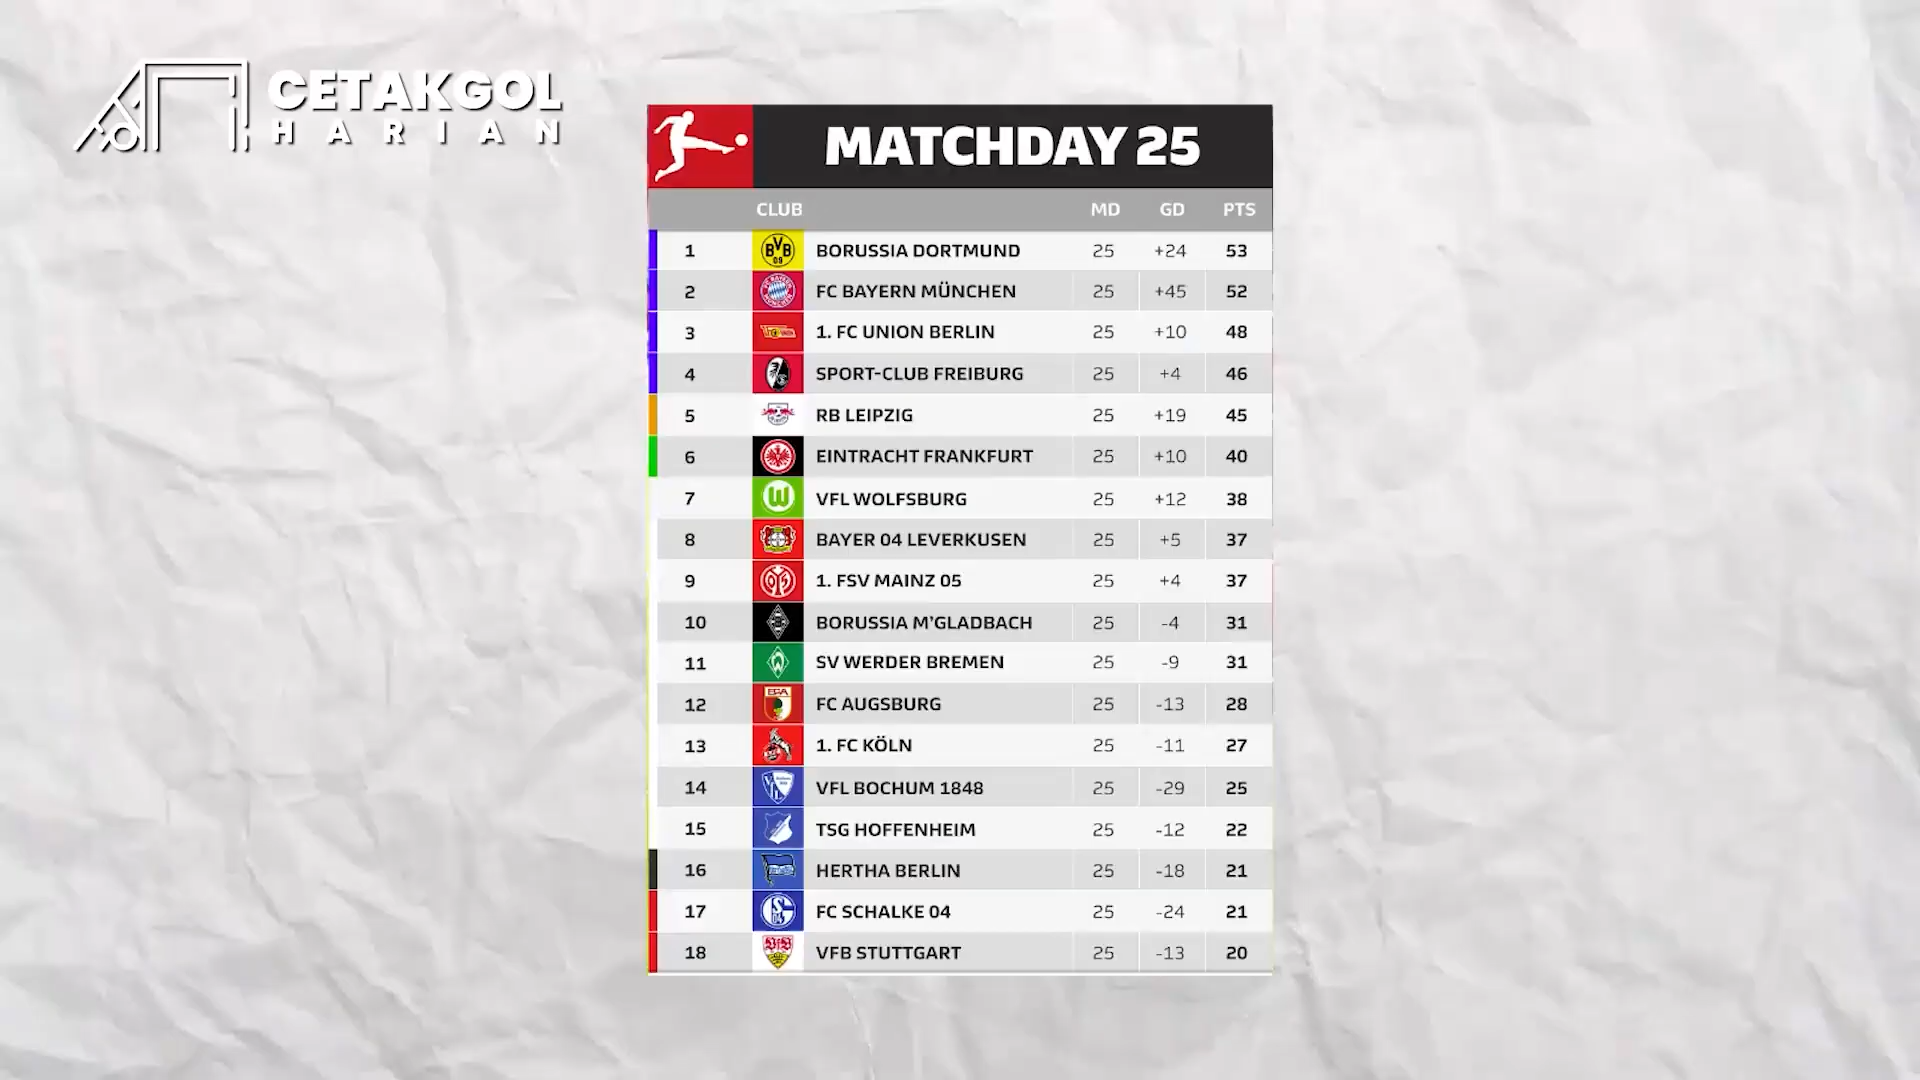 CETAKGOL
HARIAN
MATCHDAY 25
CLUB MD GD PTS
1 BVB 09 BORUSSIA DORTMUND 25 +24 53
2 FC BAYERN MÜNCHEN 25 +45 52
3 1. FC UNION BERLIN 25 +10 48
4 SPORT-CLUB FREIBURG 25 +4 46
5 RB LEIPZIG 25 +19 45
6 EINTRACHT FRANKFURT 25 +10 40
7 W VFL WOLFSBURG 25 +12 38
8 BAYER 04 LEVERKUSEN 25 +5 37
9 1. FSV MAINZ 05 25 +4 37
10 BORUSSIA M’GLADBACH 25 -4 31
11 W SV WERDER BREMEN 25 -9 31
12 FCA FC AUGSBURG 25 -13 28
13 1. FC KÖLN 25 -11 27
14 VFL BOCHUM 1848 25 -29 25
15 TSG HOFFENHEIM 25 -12 22
16 HERTHA BERLIN 25 -18 21
17 S 04 FC SCHALKE 04 25 -24 21
18 VfB VFB STUTTGART 25 -13 20